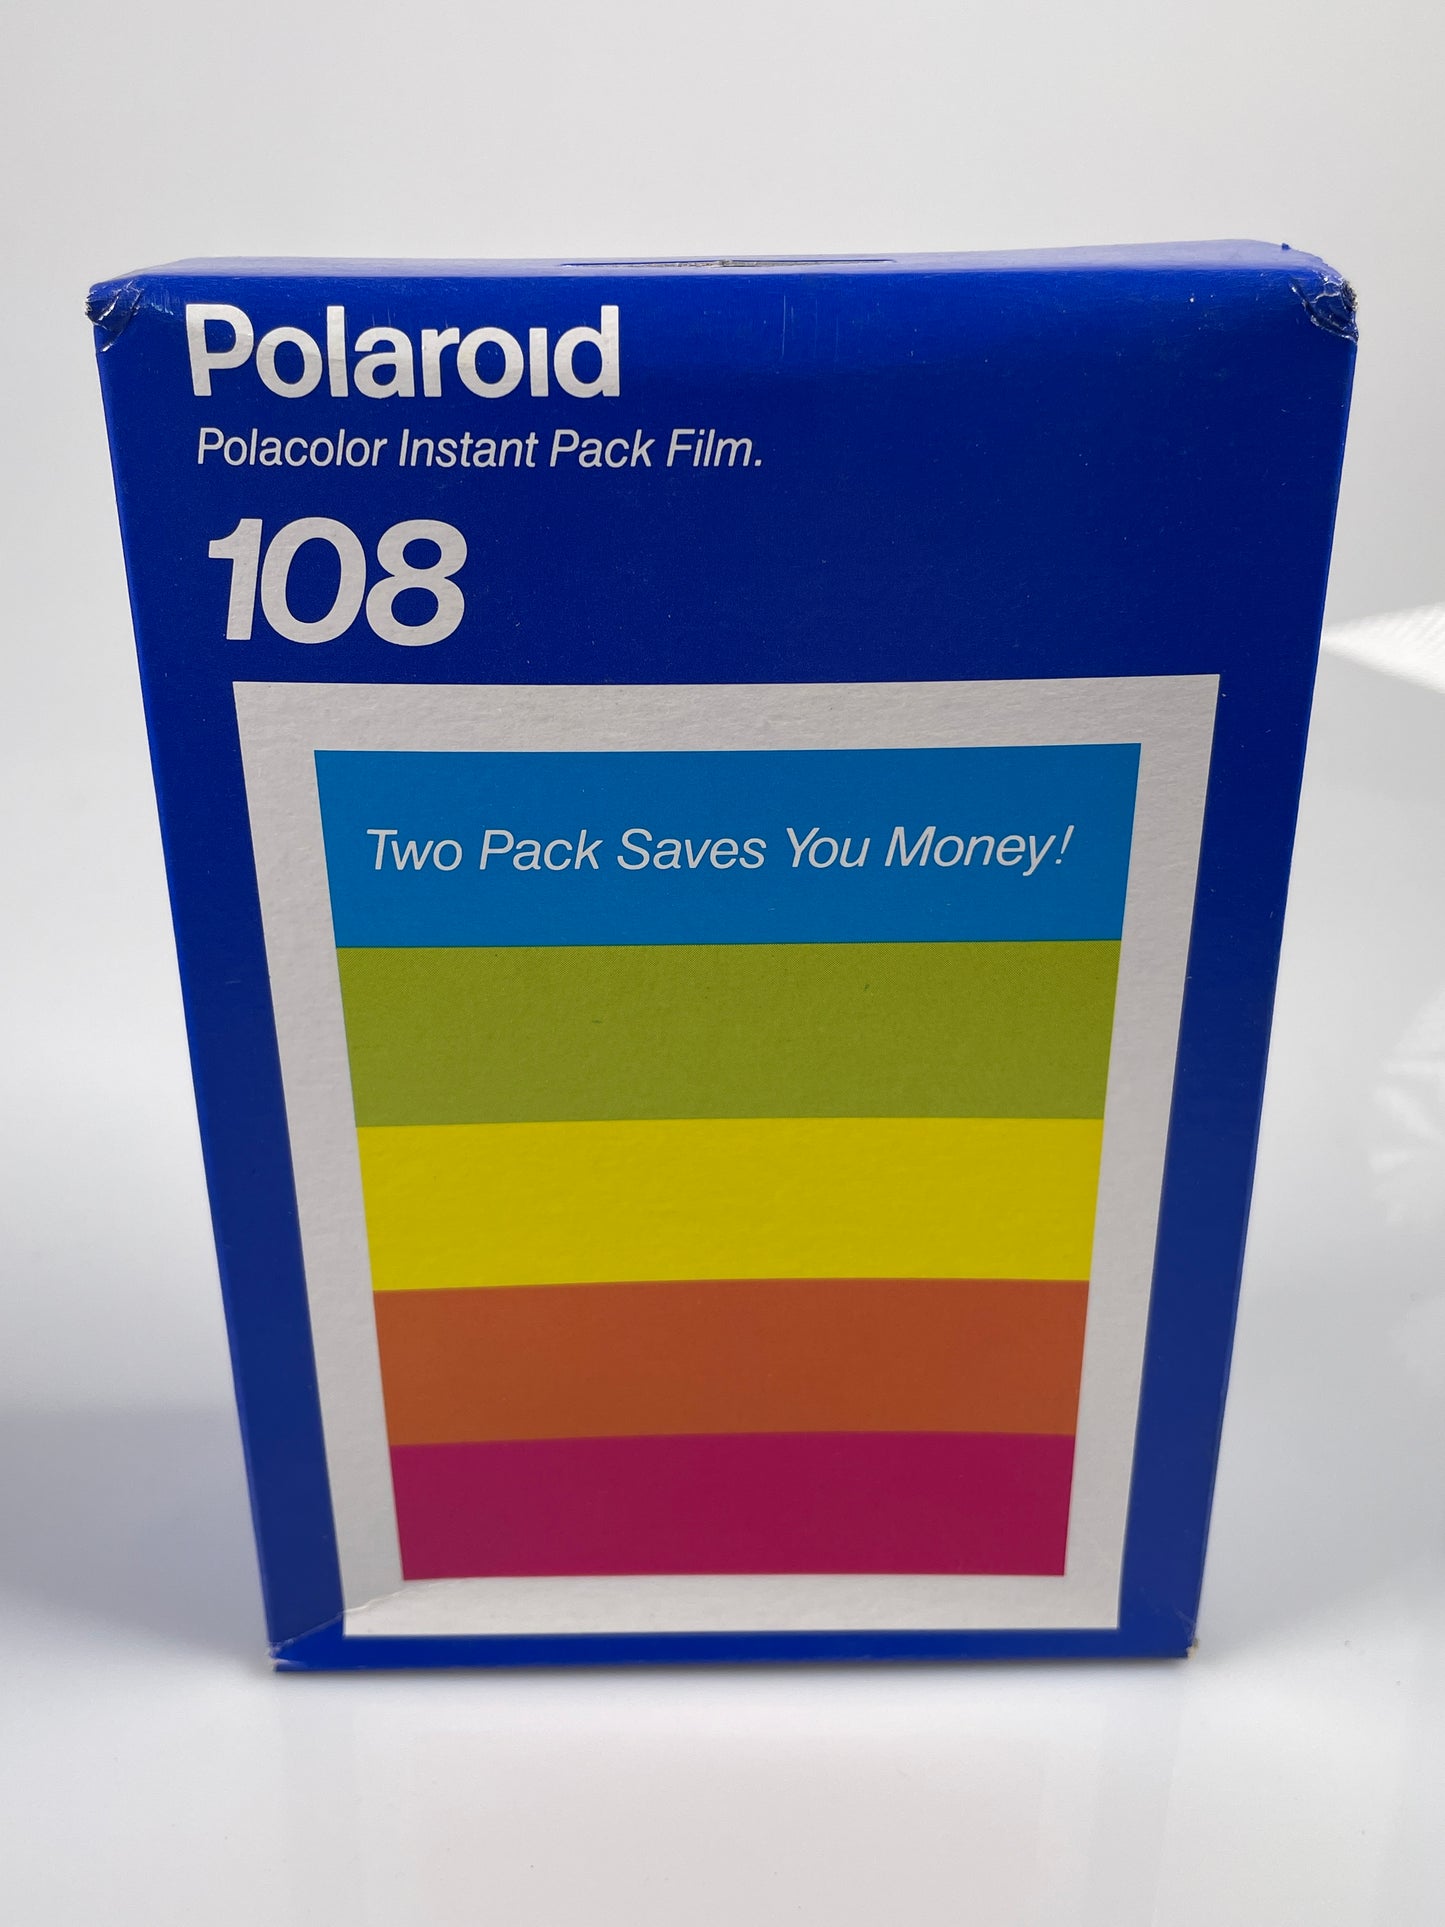 Polaroid
Polacolor Instant Pack Film.
108
Two Pack Saves You Money!